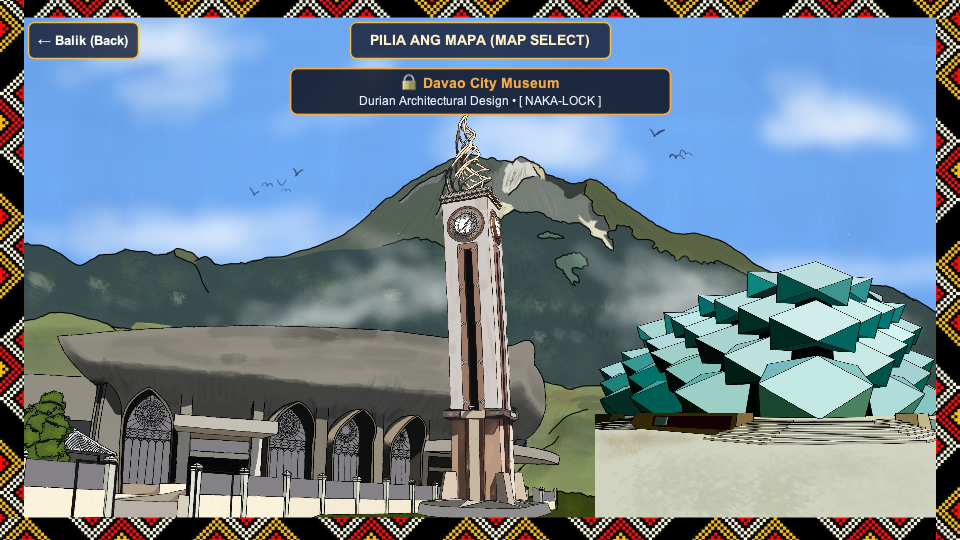 ← Balik (Back)
PILIA ANG MAPA (MAP SELECT)
🔒 Davao City Museum
Durian Architectural Design • [ NAKA-LOCK ]